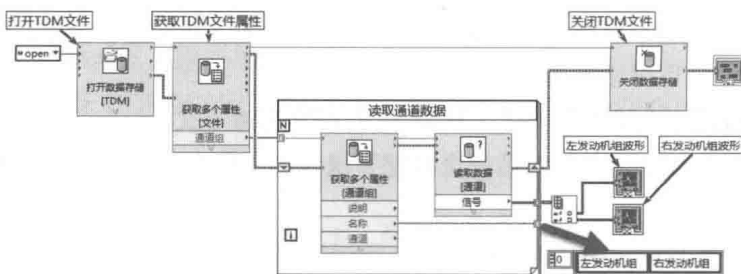 打开TDM文件
获取TDM文件属性
关闭TDM文件
open
打开数据存储
[TDM]
获取多个属性
[文件]
通道组
关闭数据存储
读取通道数据
N
获取多个属性
[通道组]
说明
名称
通道
i
读取数据
[通道]
信号
左发动机组波形
右发动机组波形
0
左发动机组
右发动机组